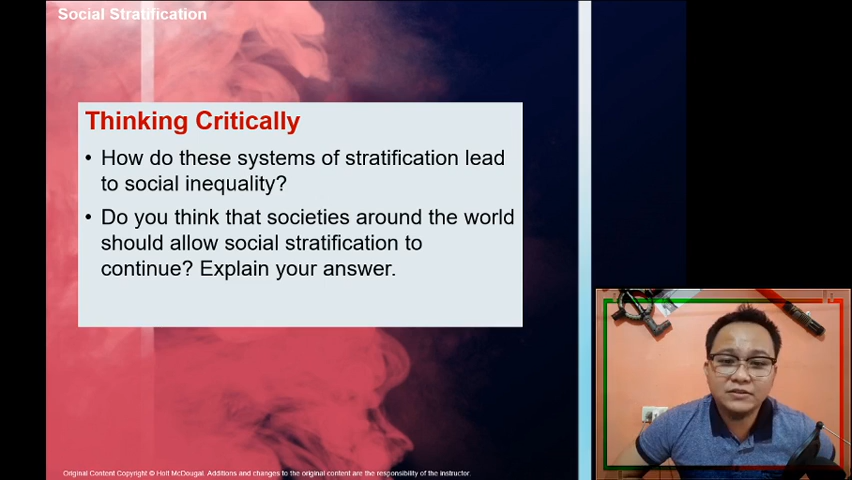 Social Stratification
Thinking Critically
• How do these systems of stratification lead
to social inequality?
• Do you think that societies around the world
should allow social stratification to
continue? Explain your answer.
Original Content Copyright © Holt McDougal. Additions and changes to the original content are the responsibility of the instructor.